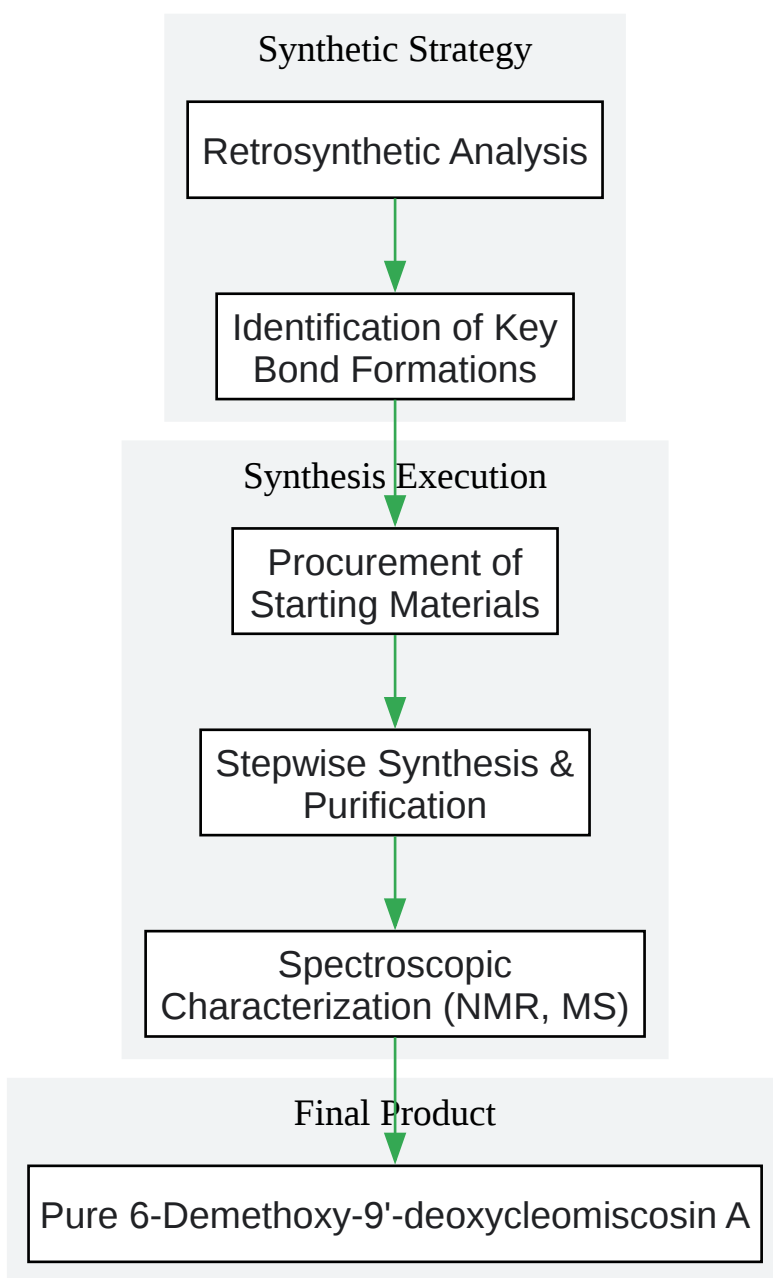 Synthetic Strategy
Retrosynthetic Analysis
Identification of Key
Bond Formations
Synthesis Execution
Procurement of
Starting Materials
Stepwise Synthesis &
Purification
Spectroscopic
Characterization (NMR, MS)
Final Product
Pure 6-Demethoxy-9'-deoxycleomiscosin A